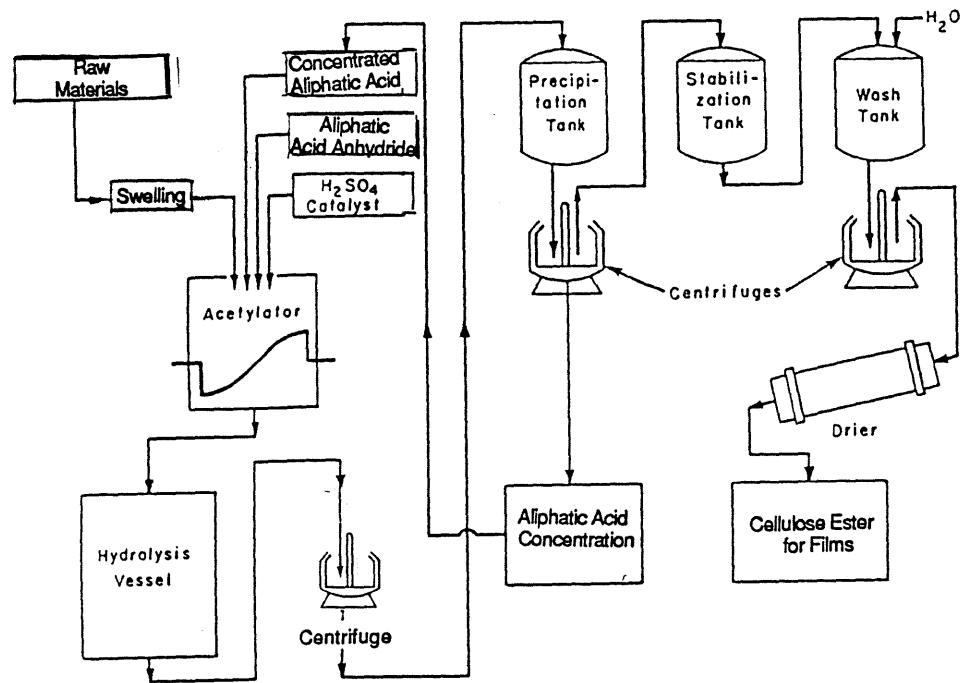 Raw
Materials
Swelling
Concentrated
Aliphatic Acid
Aliphatic
Acid Anhydride
H₂SO₄
Catalyst
Acetylator
Hydrolysis
Vessel
Centrifuge
Precipi-
tation
Tank
Stabili-
zation
Tank
Wash
Tank
H₂O
Centrifuges
Drier
Aliphatic Acid
Concentration
Cellulose Ester
for Films